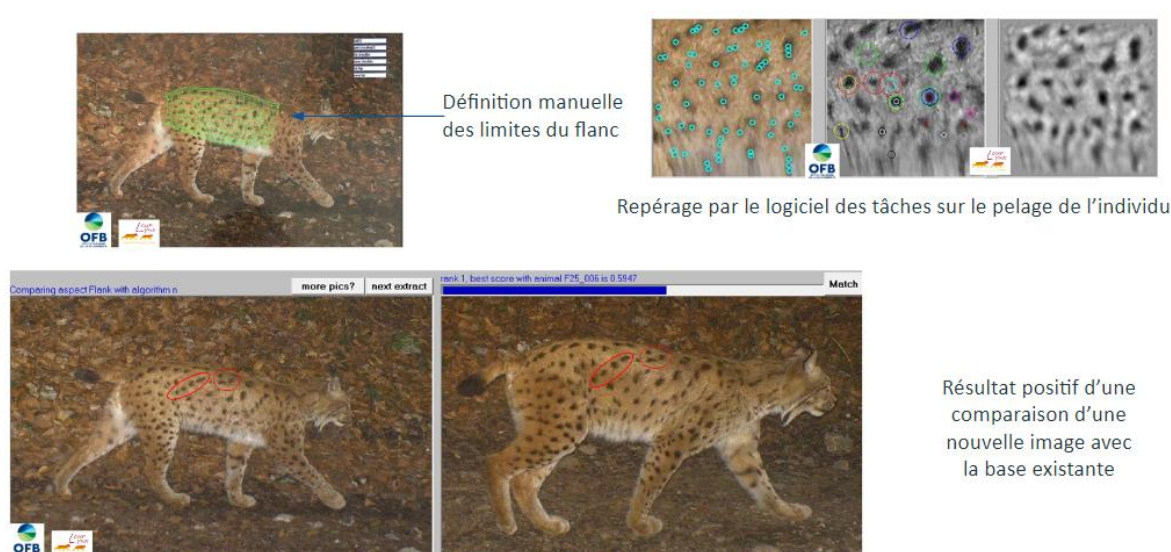 Définition manuelle
des limites du flanc
OFB
OFB
Repérage par le logiciel des tâches sur le pelage de l'individu
OFB
Comparing aspect Flank with algorithm n
more pics?
next extract
rank 1, best score with animal F25_006 is 0.5947
Match
Résultat positif d'une
comparaison d'une
nouvelle image avec
la base existante
OFB